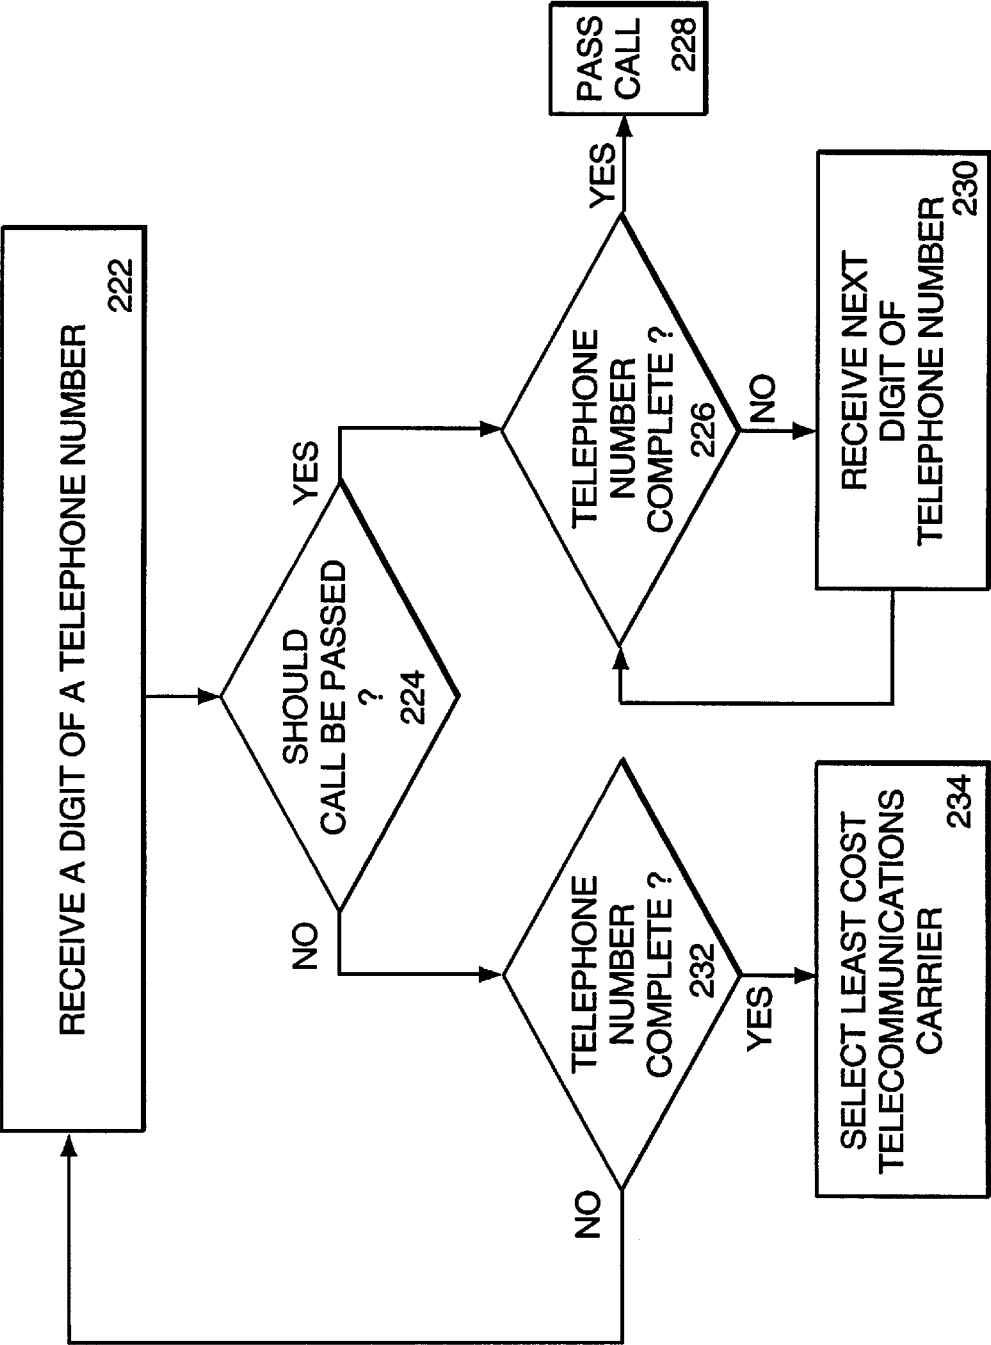 RECEIVE A DIGIT OF A TELEPHONE NUMBER
222
SHOULD
CALL BE PASSED
?
224
NO
YES
TELEPHONE
NUMBER
COMPLETE ?
232
NO
YES
TELEPHONE
NUMBER
COMPLETE ?
226
YES
NO
PASS
CALL
228
SELECT LEAST COST
TELECOMMUNICATIONS
CARRIER
234
RECEIVE NEXT
DIGIT OF
TELEPHONE NUMBER
230